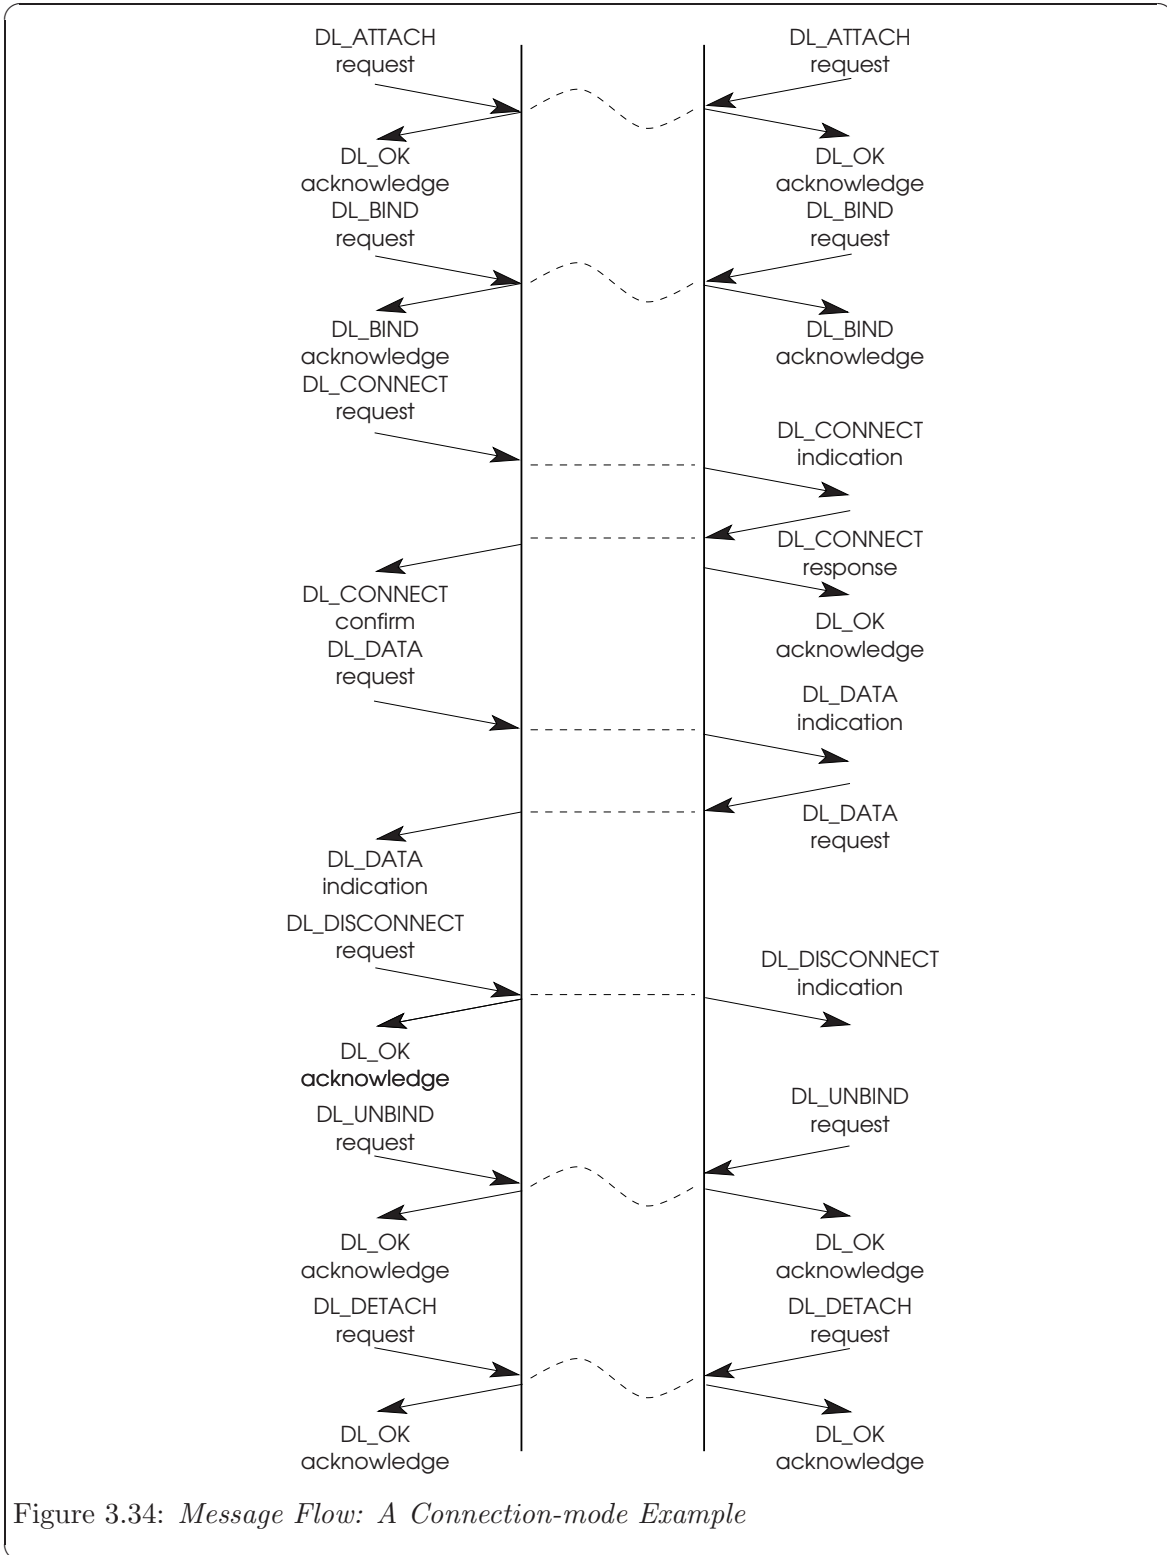 DL_ATTACH
request
DL_ATTACH
request
DL_OK
acknowledge
DL_OK
acknowledge
DL_BIND
request
DL_BIND
request
DL_BIND
acknowledge
DL_BIND
acknowledge
DL_CONNECT
request
DL_CONNECT
indication
DL_CONNECT
response
DL_CONNECT
confirm
DL_OK
acknowledge
DL_DATA
request
DL_DATA
indication
DL_DATA
request
DL_DATA
indication
DL_DISCONNECT
request
DL_DISCONNECT
indication
DL_OK
acknowledge
DL_UNBIND
request
DL_UNBIND
request
DL_OK
acknowledge
DL_OK
acknowledge
DL_DETACH
request
DL_DETACH
request
DL_OK
acknowledge
DL_OK
acknowledge
Figure 3.34: Message Flow: A Connection-mode Example